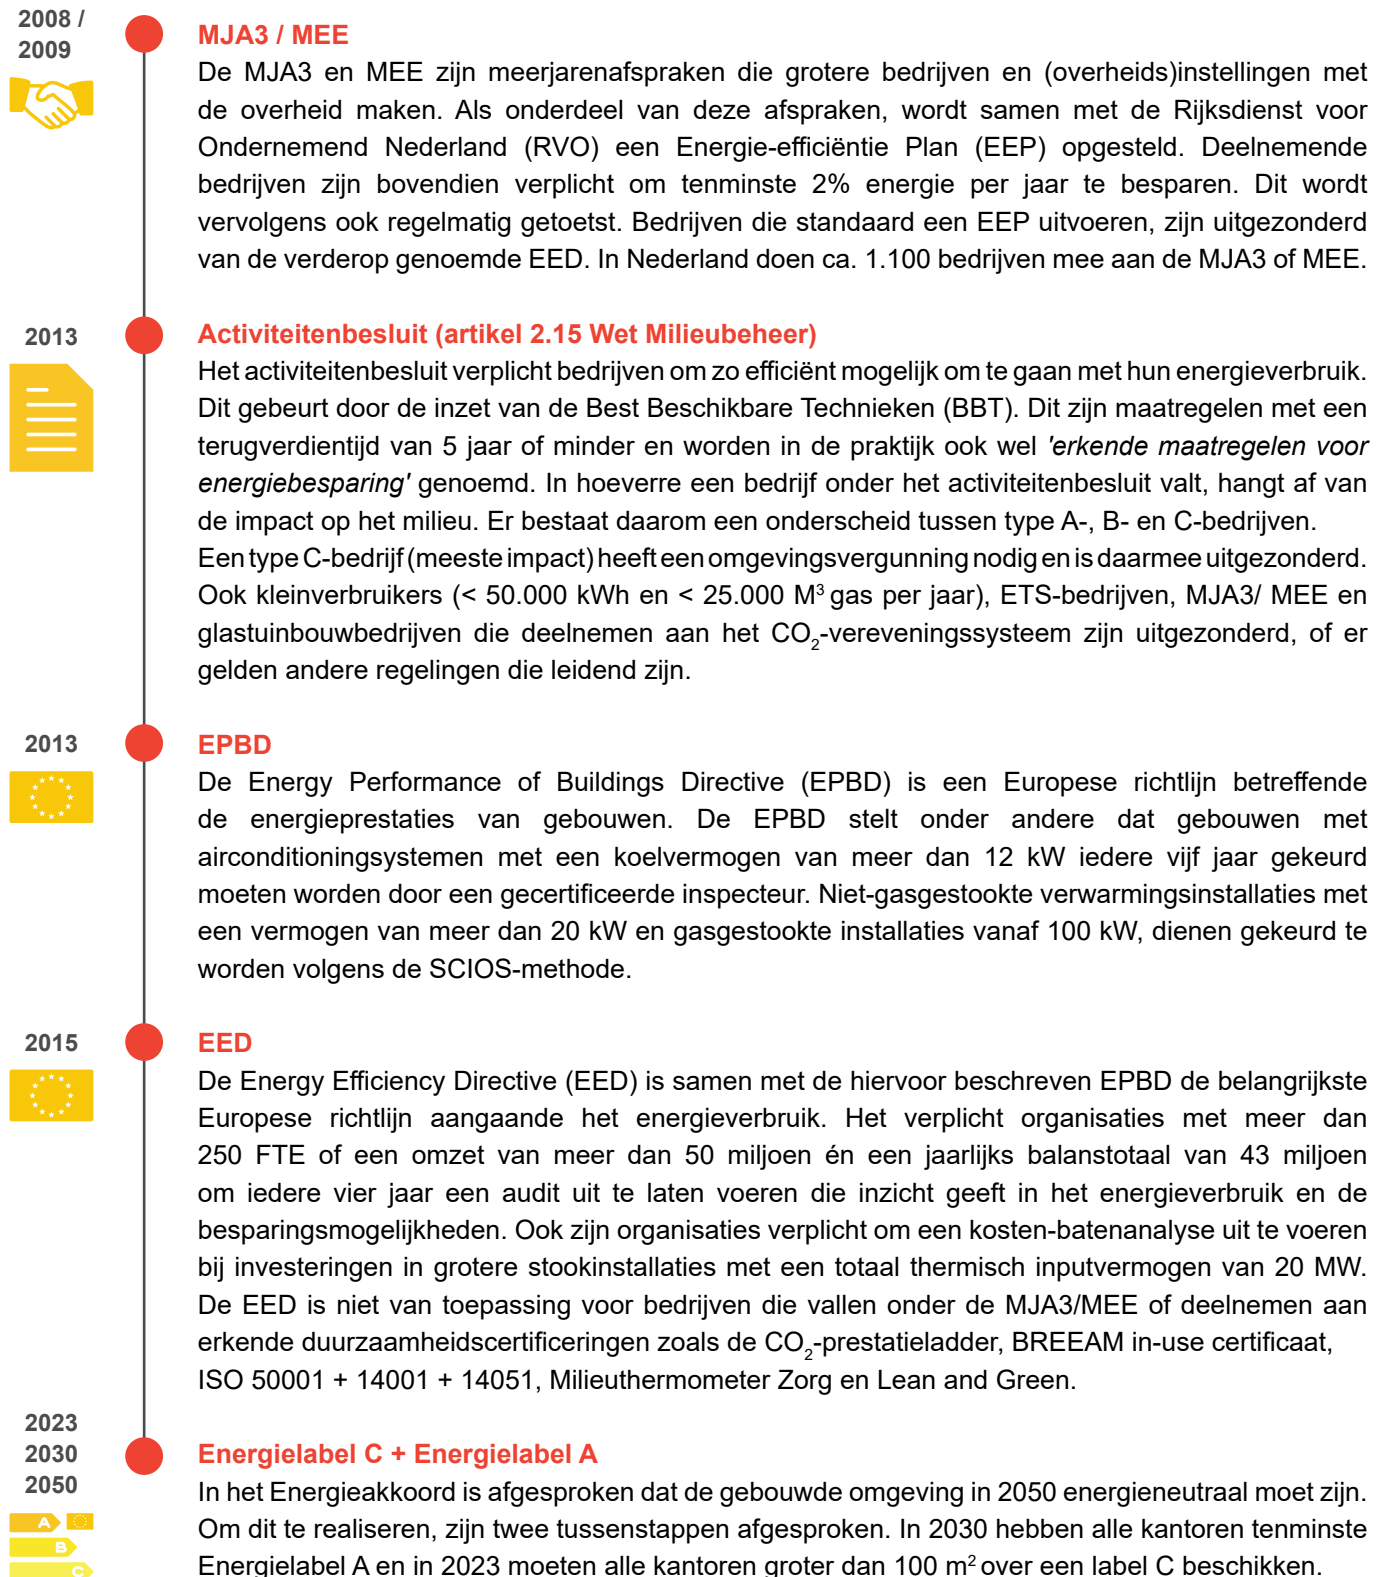 2008 /
2009
MJA3 / MEE
De MJA3 en MEE zijn meerjarenafspraken die grotere bedrijven en (overheids)instellingen met
de overheid maken. Als onderdeel van deze afspraken, wordt samen met de Rijksdienst voor
Ondernemend Nederland (RVO) een Energie-efficiëntie Plan (EEP) opgesteld. Deelnemende
bedrijven zijn bovendien verplicht om tenminste 2% energie per jaar te besparen. Dit wordt
vervolgens ook regelmatig getoetst. Bedrijven die standaard een EEP uitvoeren, zijn uitgezonderd
van de verderop genoemde EED. In Nederland doen ca. 1.100 bedrijven mee aan de MJA3 of MEE.
2013
Activiteitenbesluit (artikel 2.15 Wet Milieubeheer)
Het activiteitenbesluit verplicht bedrijven om zo efficiënt mogelijk om te gaan met hun energieverbruik.
Dit gebeurt door de inzet van de Best Beschikbare Technieken (BBT). Dit zijn maatregelen met een
terugverdientijd van 5 jaar of minder en worden in de praktijk ook wel 'erkende maatregelen voor
energiebesparing' genoemd. In hoeverre een bedrijf onder het activiteitenbesluit valt, hangt af van
de impact op het milieu. Er bestaat daarom een onderscheid tussen type A-, B- en C-bedrijven.
Een type C-bedrijf (meeste impact) heeft een omgevingsvergunning nodig en is daarmee uitgezonderd.
Ook kleinverbruikers (< 50.000 kWh en < 25.000 M³ gas per jaar), ETS-bedrijven, MJA3/ MEE en
glastuinbouwbedrijven die deelnemen aan het CO₂-vereveningssysteem zijn uitgezonderd, of er
gelden andere regelingen die leidend zijn.
2013
EPBD
De Energy Performance of Buildings Directive (EPBD) is een Europese richtlijn betreffende
de energieprestaties van gebouwen. De EPBD stelt onder andere dat gebouwen met
airconditioningsystemen met een koelvermogen van meer dan 12 kW iedere vijf jaar gekeurd
moeten worden door een gecertificeerde inspecteur. Niet-gasgestookte verwarmingsinstallaties met
een vermogen van meer dan 20 kW en gasgestookte installaties vanaf 100 kW, dienen gekeurd te
worden volgens de SCIOS-methode.
2015
EED
De Energy Efficiency Directive (EED) is samen met de hiervoor beschreven EPBD de belangrijkste
Europese richtlijn aangaande het energieverbruik. Het verplicht organisaties met meer dan
250 FTE of een omzet van meer dan 50 miljoen én een jaarlijks balanstotaal van 43 miljoen
om iedere vier jaar een audit uit te laten voeren die inzicht geeft in het energieverbruik en de
besparingsmogelijkheden. Ook zijn organisaties verplicht om een kosten-batenanalyse uit te voeren
bij investeringen in grotere stookinstallaties met een totaal thermisch inputvermogen van 20 MW.
De EED is niet van toepassing voor bedrijven die vallen onder de MJA3/MEE of deelnemen aan
erkende duurzaamheidscertificeringen zoals de CO₂-prestatieladder, BREEAM in-use certificaat,
ISO 50001 + 14001 + 14051, Milieuthermometer Zorg en Lean and Green.
2023
2030
2050
Energielabel C + Energielabel A
In het Energieakkoord is afgesproken dat de gebouwde omgeving in 2050 energieneutraal moet zijn.
Om dit te realiseren, zijn twee tussenstappen afgesproken. In 2030 hebben alle kantoren tenminste
Energielabel A en in 2023 moeten alle kantoren groter dan 100 m² over een label C beschikken.
A
B
C